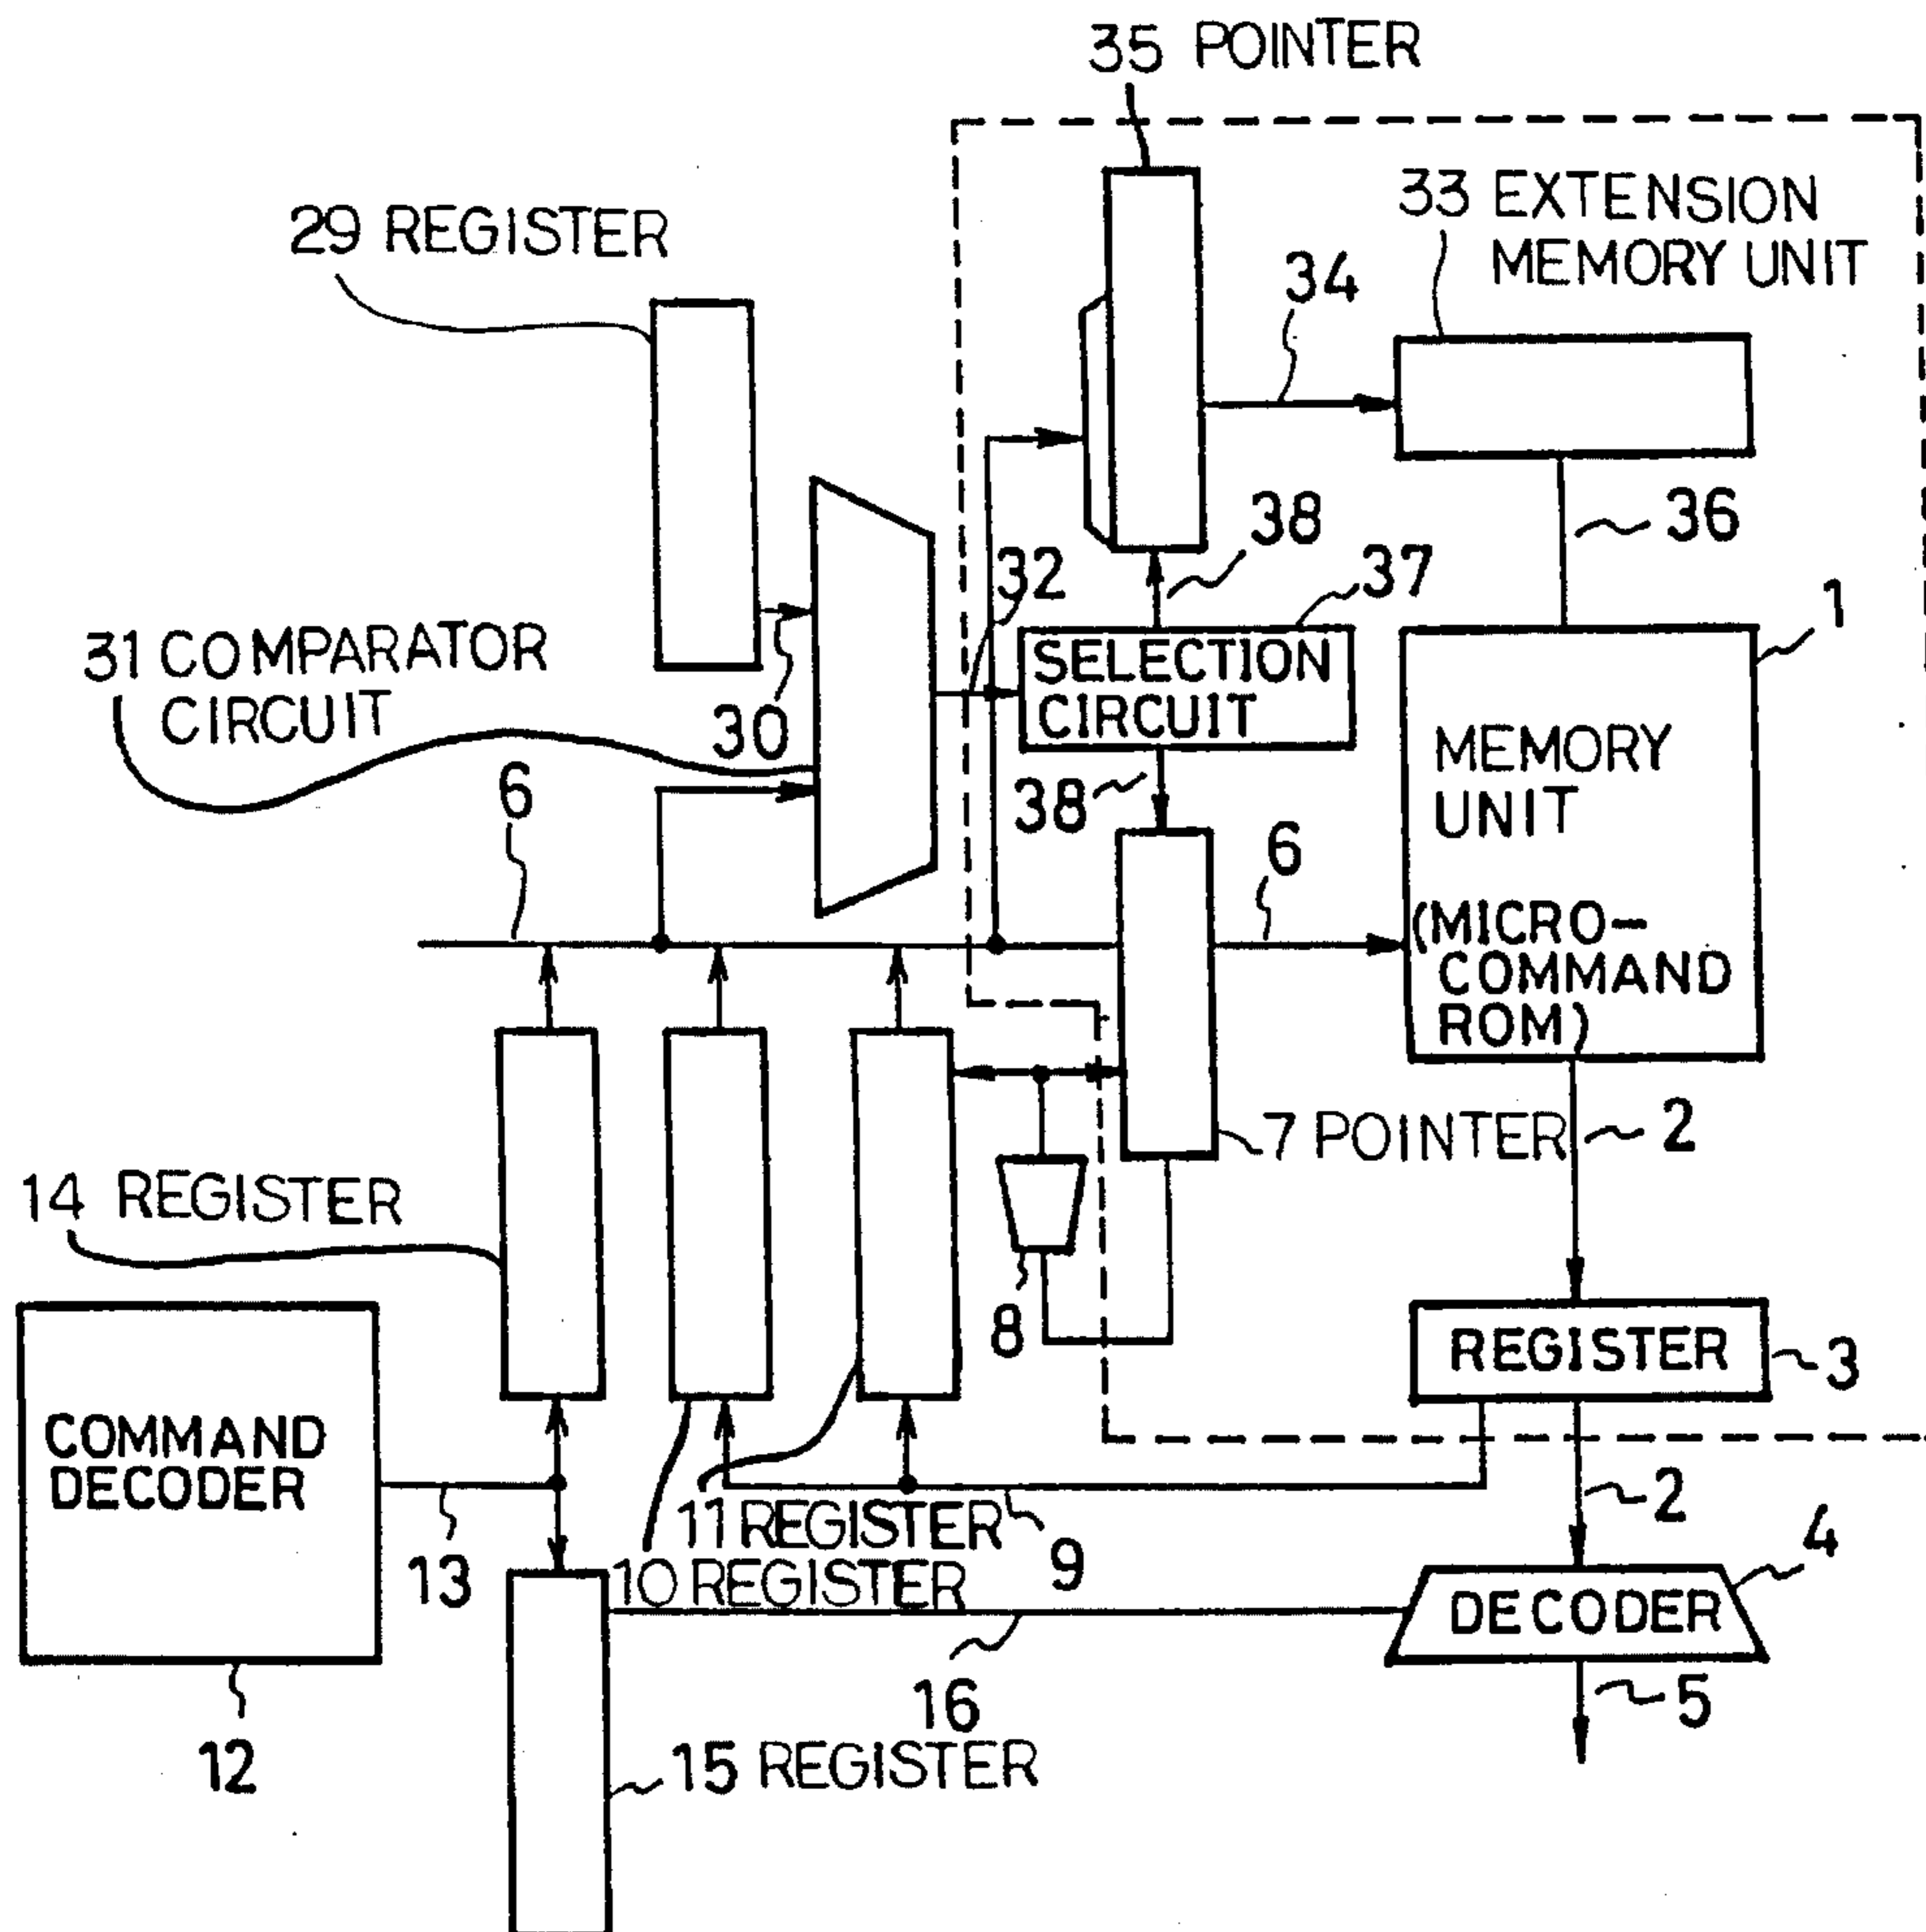 35 POINTER
33 EXTENSION
MEMORY UNIT
29 REGISTER
34
38
36
32
37
1
SELECTION
CIRCUIT
31 COMPARATOR
CIRCUIT
30
6
38
6
MEMORY
UNIT
(MICRO-
COMMAND
ROM)
7 POINTER
2
14 REGISTER
8
REGISTER
3
COMMAND
DECODER
11 REGISTER
10 REGISTER
13
9
2
4
DECODER
16
5
12
15 REGISTER